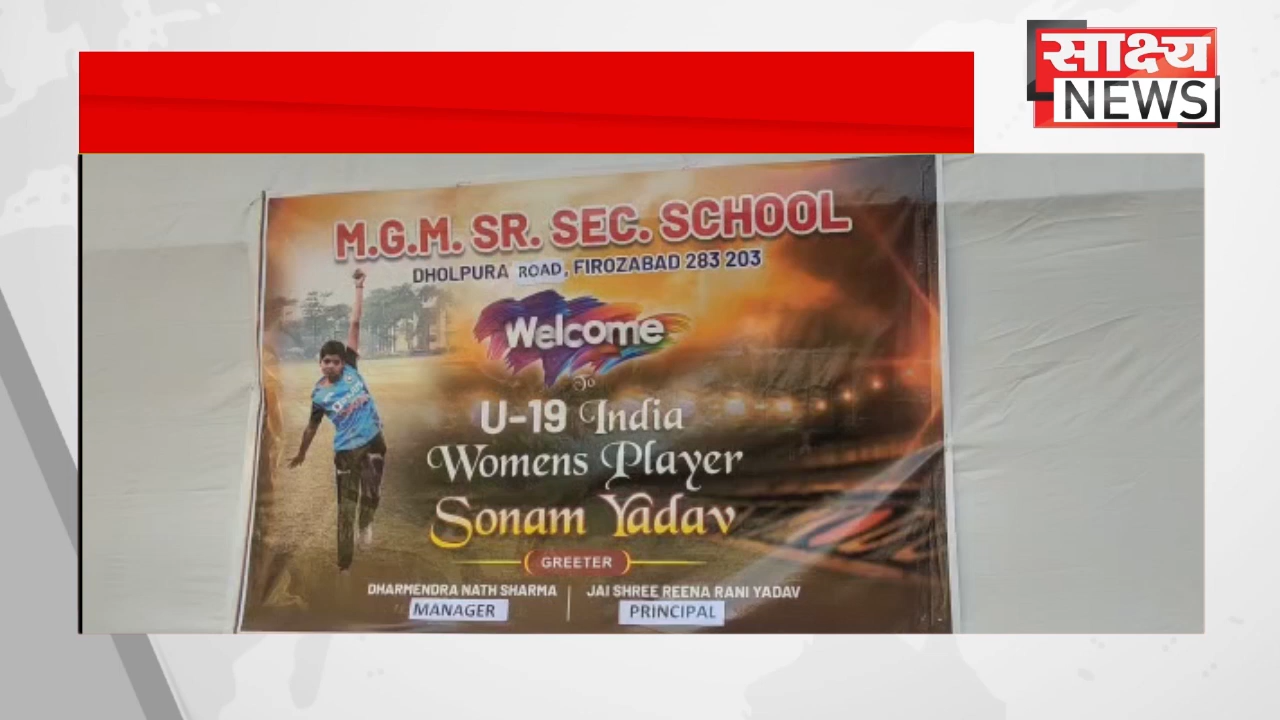 साक्ष्य
NEWS
M.G.M. SR. SEC. SCHOOL
DHOLPURA ROAD, FIROZABAD 283 203
Welcome
To
U-19 India
Womens Player
Sonam Yadav
GREETER
DHARMENDRA NATH SHARMA
MANAGER
JAI SHREE REENA RANI YADAV
PRINCIPAL